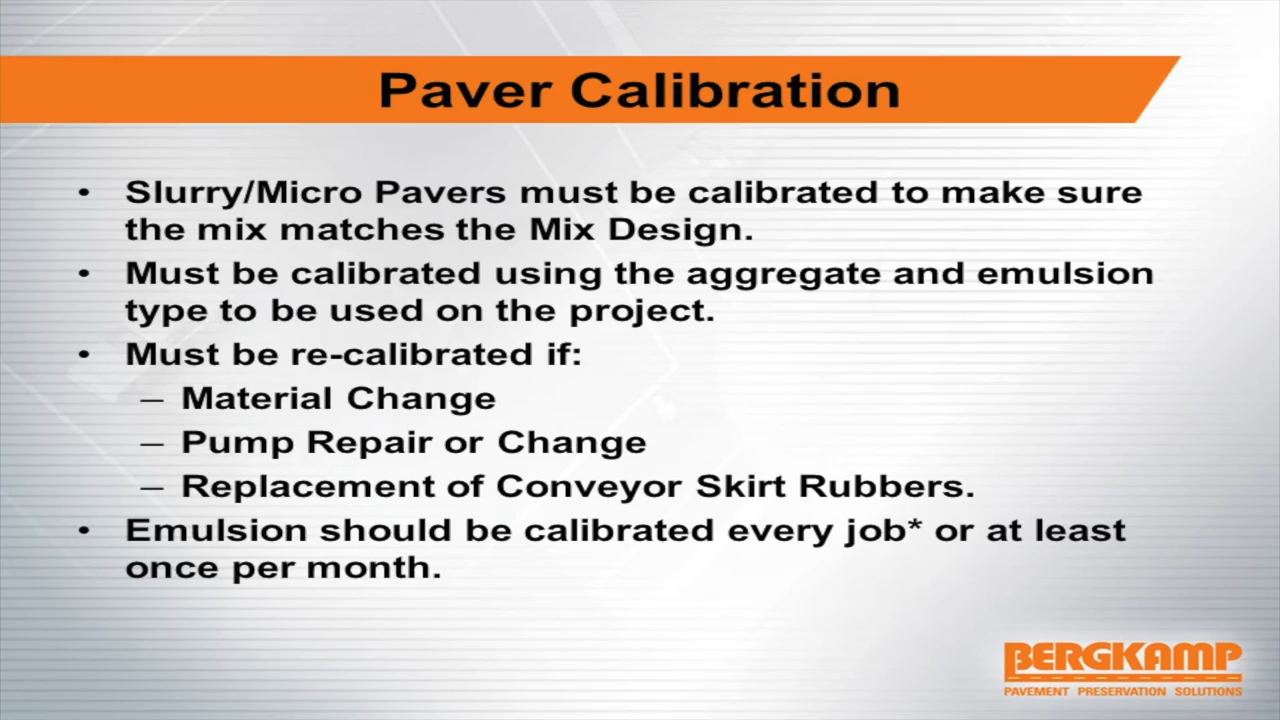 Paver Calibration
• Slurry/Micro Pavers must be calibrated to make sure
the mix matches the Mix Design.
• Must be calibrated using the aggregate and emulsion
type to be used on the project.
• Must be re-calibrated if:
– Material Change
– Pump Repair or Change
– Replacement of Conveyor Skirt Rubbers.
• Emulsion should be calibrated every job* or at least
once per month.
BERGKAMP
PAVEMENT PRESERVATION SOLUTIONS